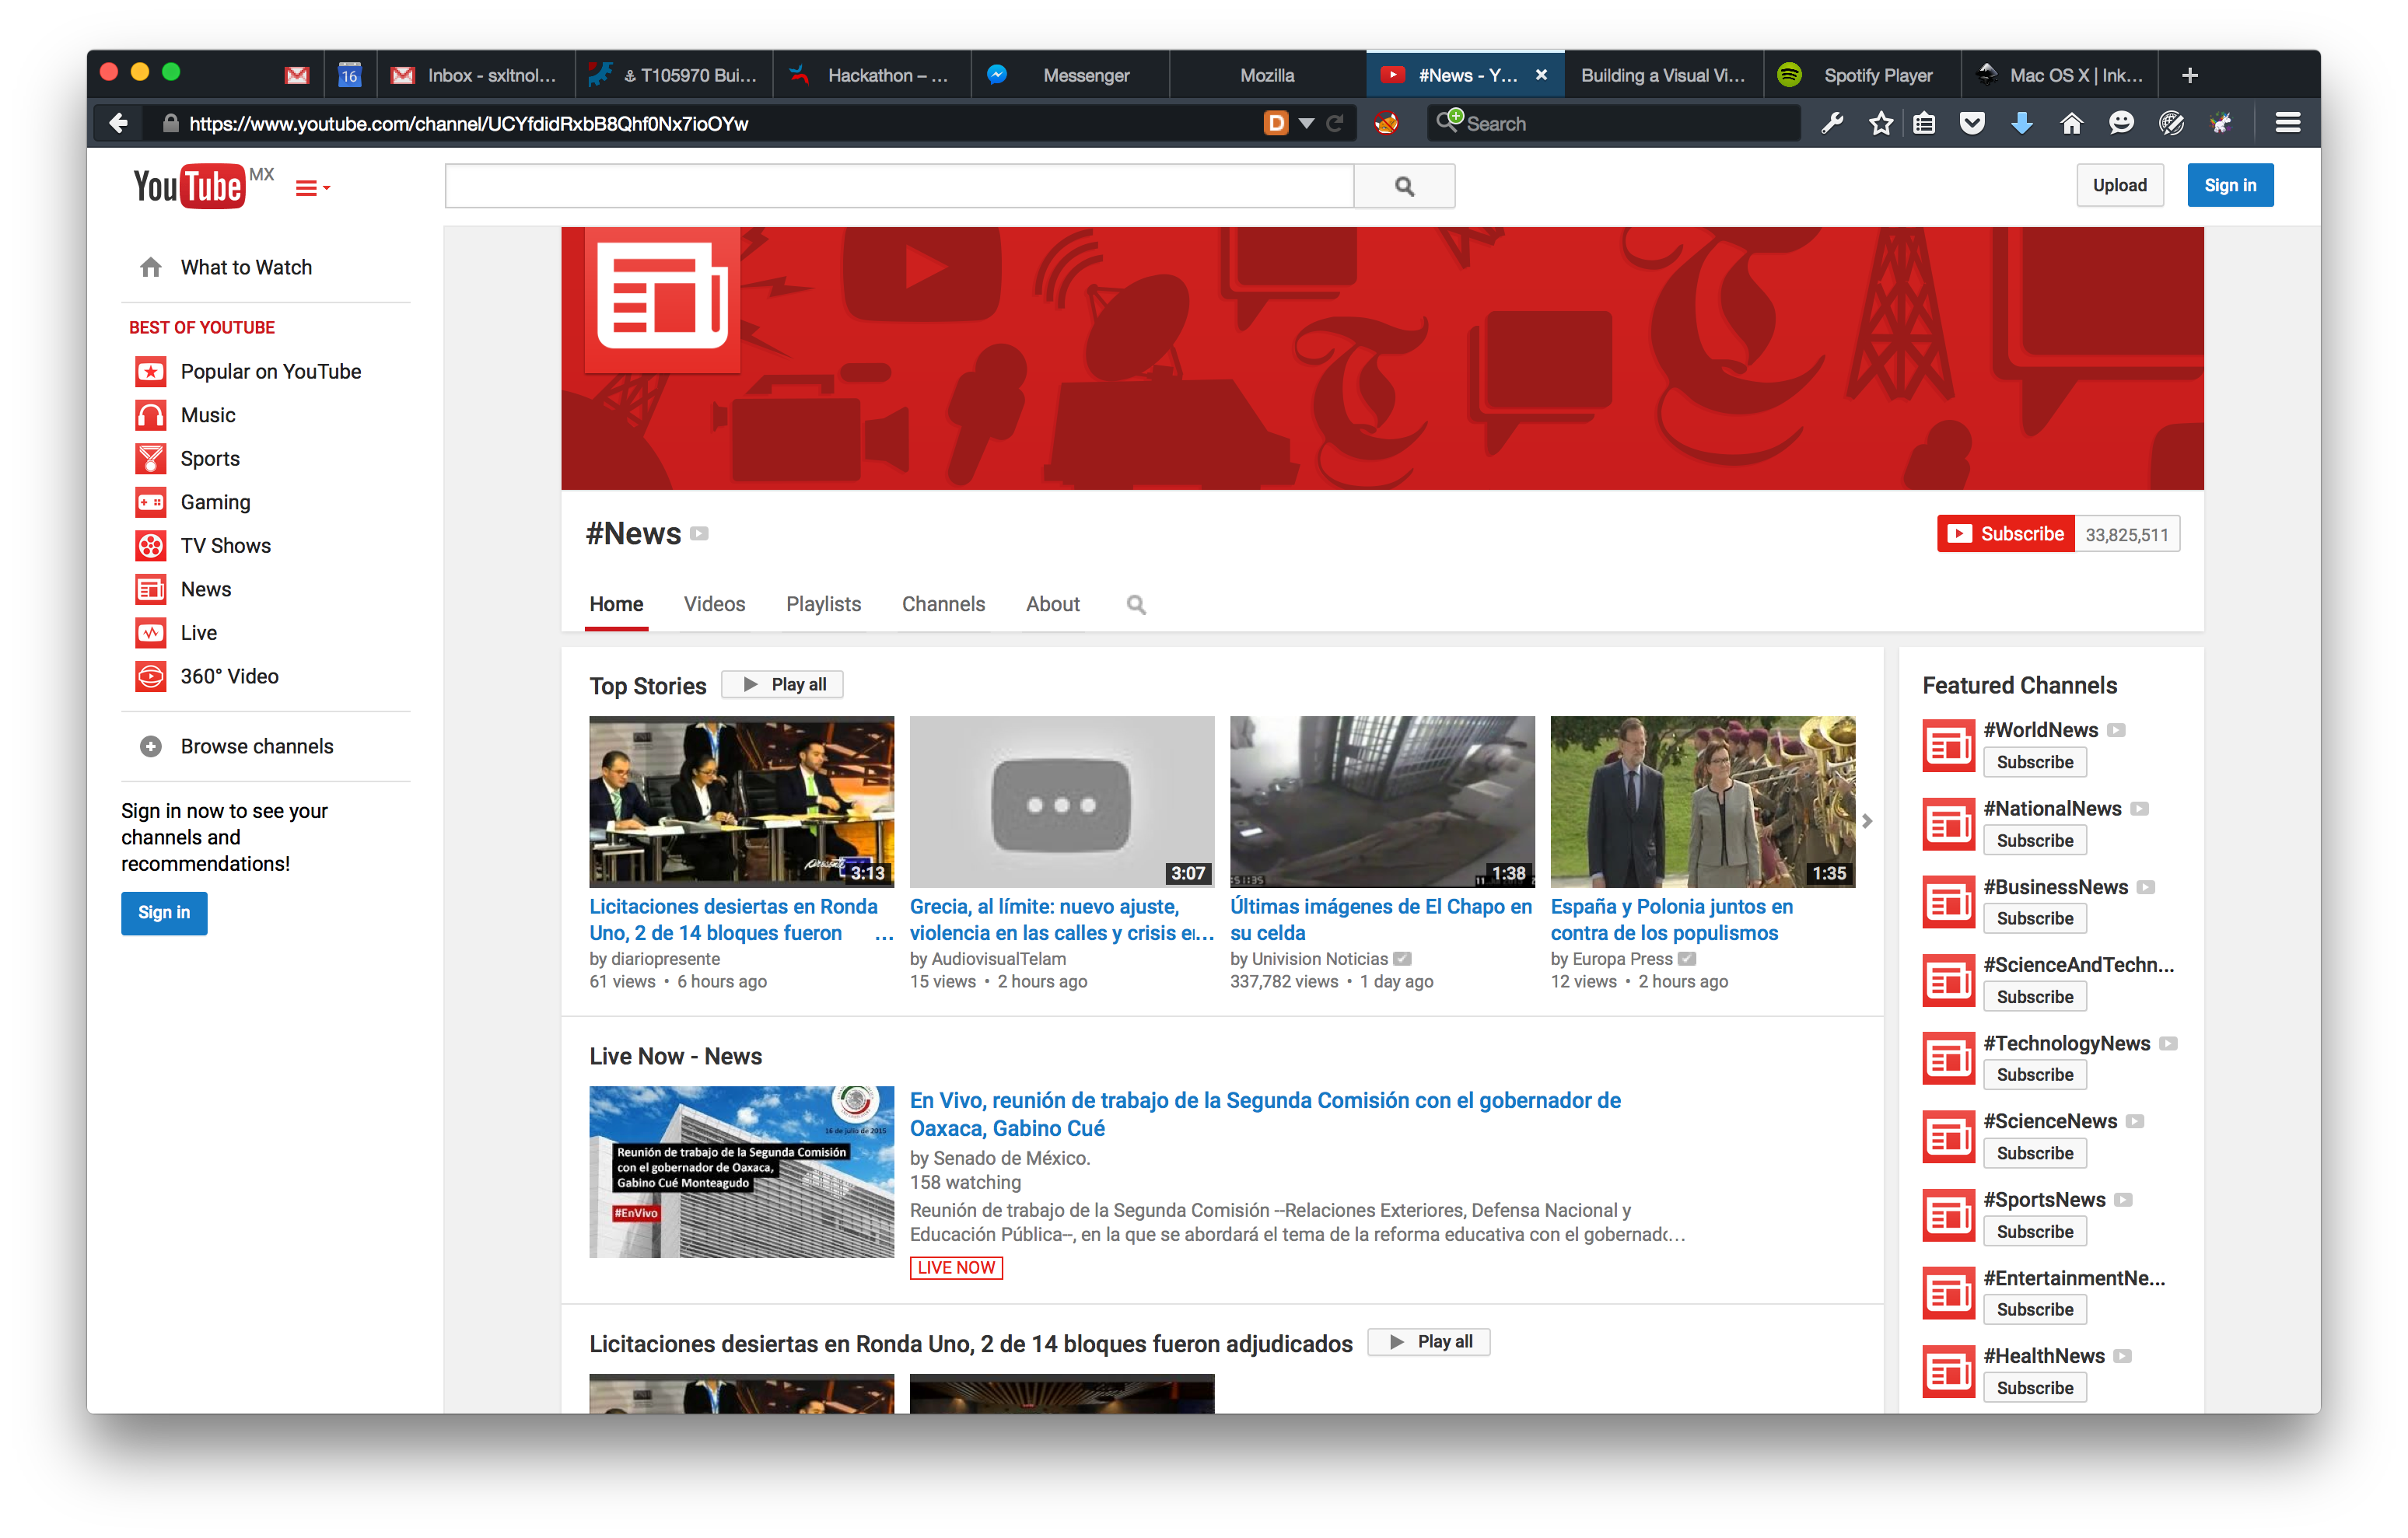 16
Inbox - sxltnol...
T105970 Bui...
Hackathon – ...
Messenger
Mozilla
#News - Y...
Building a Visual Vi...
Spotify Player
Mac OS X | Ink...
https://www.youtube.com/channel/UCYfdidRxbB8Qhf0Nx7ioOYw
D
Search
YouTube MX
Upload
Sign in
What to Watch
BEST OF YOUTUBE
Popular on YouTube
Music
Sports
Gaming
TV Shows
News
Live
360° Video
Browse channels
Sign in now to see your
channels and
recommendations!
Sign in
#News
Subscribe 33,825,511
Home Videos Playlists Channels About
Top Stories Play all
3:13
Licitaciones desiertas en Ronda
Uno, 2 de 14 bloques fueron ...
by diariopresente
61 views • 6 hours ago
3:07
Grecia, al límite: nuevo ajuste,
violencia en las calles y crisis en...
by AudiovisualTelam
15 views • 2 hours ago
1:38
Últimas imágenes de El Chapo en
su celda
by Univision Noticias
337,782 views • 1 day ago
1:35
España y Polonia juntos en
contra de los populismos
by Europa Press
12 views • 2 hours ago
Live Now - News
16 de julio de 2015
Reunión de trabajo de la Segunda Comisión
con el gobernador de Oaxaca,
Gabino Cué Monteagudo
#EnVivo
En Vivo, reunión de trabajo de la Segunda Comisión con el gobernador de
Oaxaca, Gabino Cué
by Senado de México.
158 watching
Reunión de trabajo de la Segunda Comisión --Relaciones Exteriores, Defensa Nacional y
Educación Pública--, en la que se abordará el tema de la reforma educativa con el gobernadc...
LIVE NOW
Licitaciones desiertas en Ronda Uno, 2 de 14 bloques fueron adjudicados Play all
Featured Channels
#WorldNews
Subscribe
#NationalNews
Subscribe
#BusinessNews
Subscribe
#ScienceAndTechn...
Subscribe
#TechnologyNews
Subscribe
#ScienceNews
Subscribe
#SportsNews
Subscribe
#EntertainmentNe...
Subscribe
#HealthNews
Subscribe